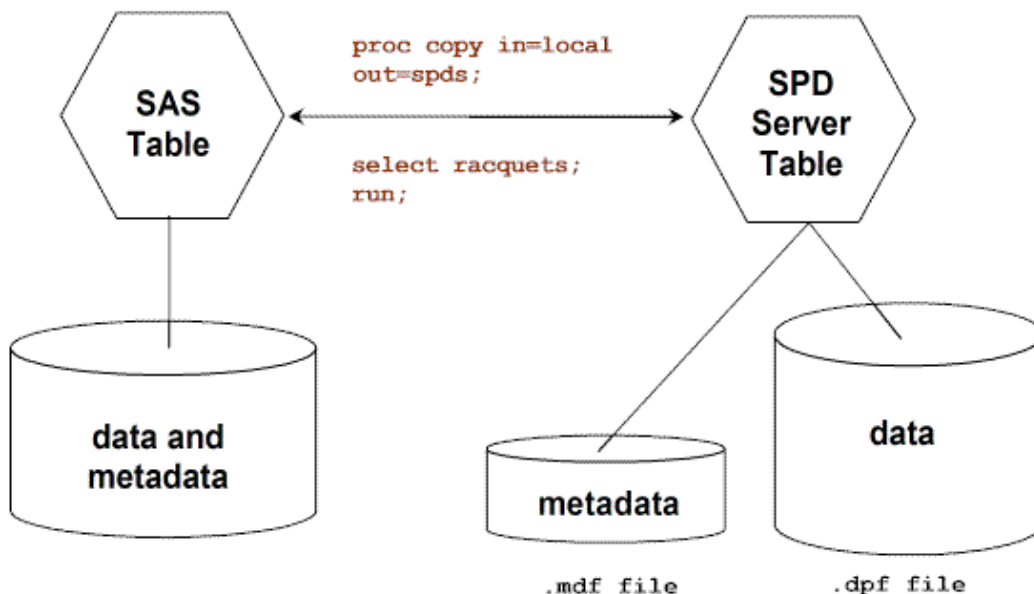 SAS
Table
proc copy in=local
out=spds;
select racquets;
run;
SPD
Server
Table
data and
metadata
metadata
data
.mdf file
.dpf file